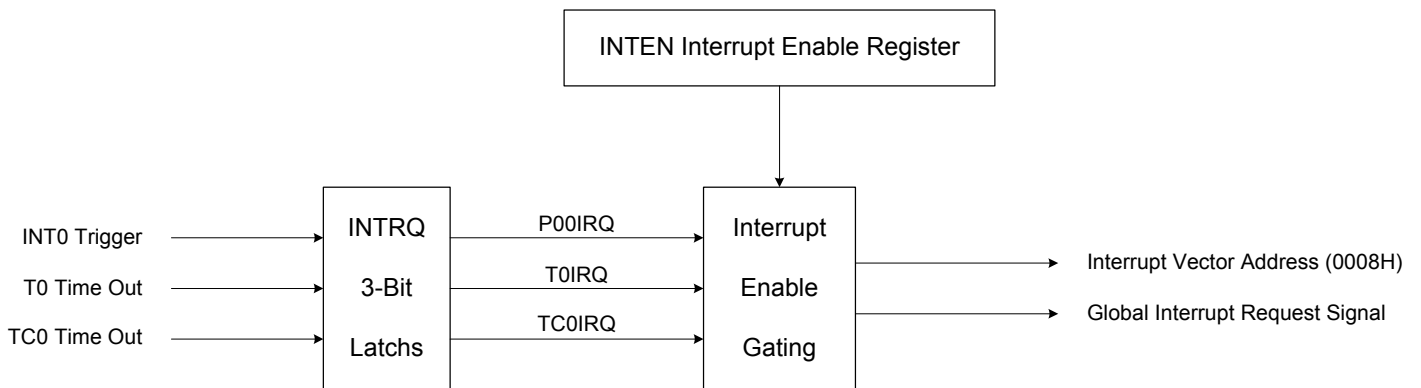 INTEN Interrupt Enable Register
INT0 Trigger
T0 Time Out
TC0 Time Out
INTRQ
3-Bit
Latchs
P00IRQ
T0IRQ
TC0IRQ
Interrupt
Enable
Gating
Interrupt Vector Address (0008H)
Global Interrupt Request Signal